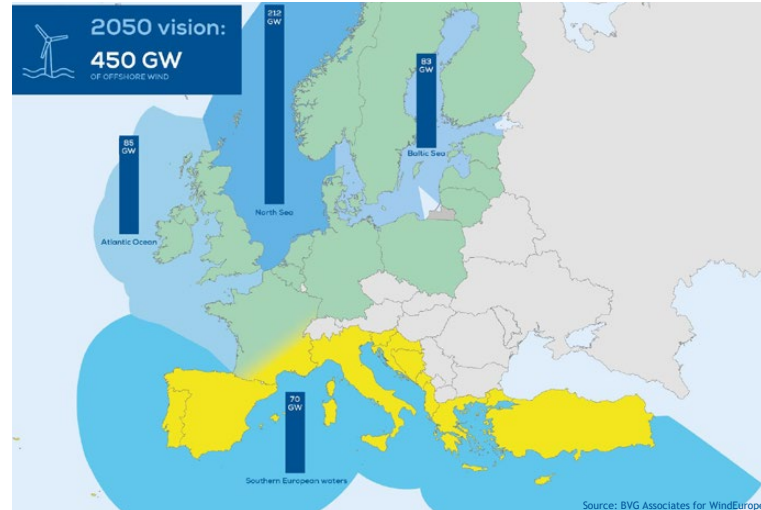 2050 vision:
450 GW
OF OFFSHORE WIND
212
GW
83
GW
85
GW
Baltic Sea
North Sea
Atlantic Ocean
70
GW
Southern European waters
Source: BVG Associates for WindEurope